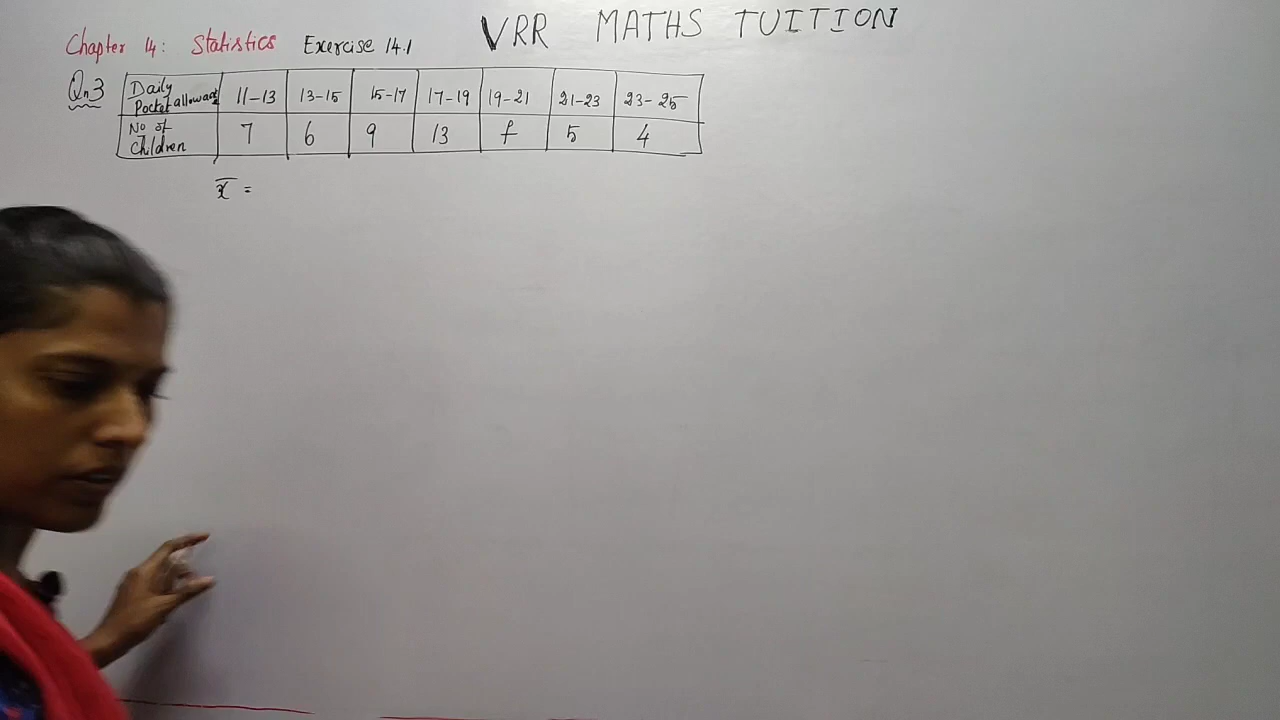 VRR MATHS TUITION
Chapter 14: Statistics Exercise 14.1
Qn3
Daily Pocket allowance 11-13 13-15 15-17 17-19 19-21 21-23 23-25
No of Children 7 6 9 13 f 5 4
x̄ =